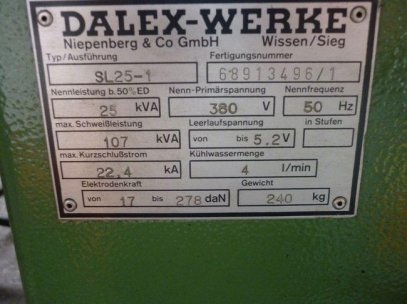 DALEX-WERKE
Niepenberg & Co GmbH Wissen/Sieg
Typ/Ausführung Fertigungsnummer
SL25-1 68913496/1
Nennleistung b.50%ED Nenn-Primärspannung Nennfrequenz
25 kVA 380 V 50 Hz
max. Schweißleistung Leerlaufspannung in Stufen
107 kVA von bis 5.2V
max. Kurzschlußstrom Kühlwassermenge
22,4 kA 4 l/min
Elektrodenkraft Gewicht
von 17 bis 278 daN 240 kg